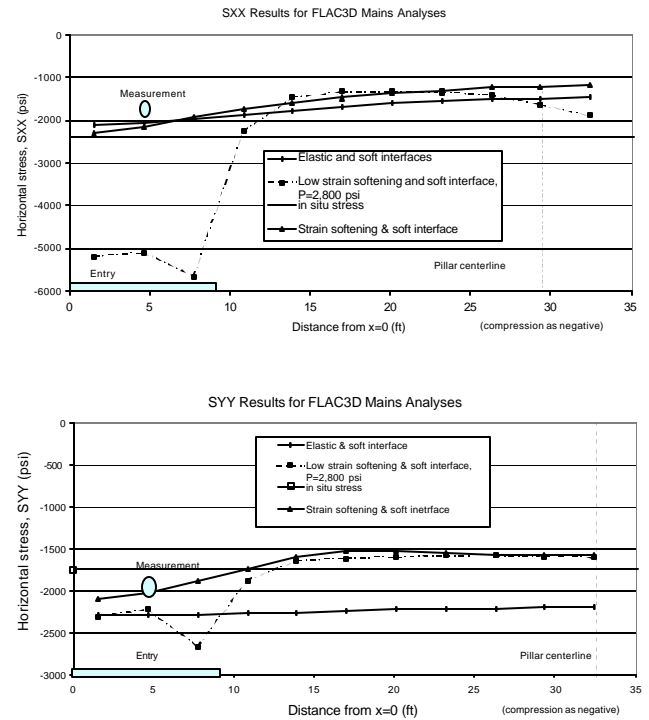 SXX Results for FLAC3D Mains Analyses
Horizontal stress, SXX (psi)
0
-1000
-2000
-3000
-4000
-5000
-6000
Measurement
Elastic and soft interfaces
Low strain softening and soft interface,
P=2,800 psi
in situ stress
Strain softening & soft interface
Entry
Pillar centerline
0 5 10 15 20 25 30 35
Distance from x=0 (ft)
(compression as negative)
SYY Results for FLAC3D Mains Analyses
Horizontal stress, SYY (psi)
0
-500
-1000
-1500
-2000
-2500
-3000
Elastic & soft interface
Low strain softening & soft interface,
P=2,800 psi
in situ stress
Strain softening & soft inetrface
Measurement
Entry
Pillar centerline
0 5 10 15 20 25 30 35
Distance from x=0 (ft)
(compression as negative)